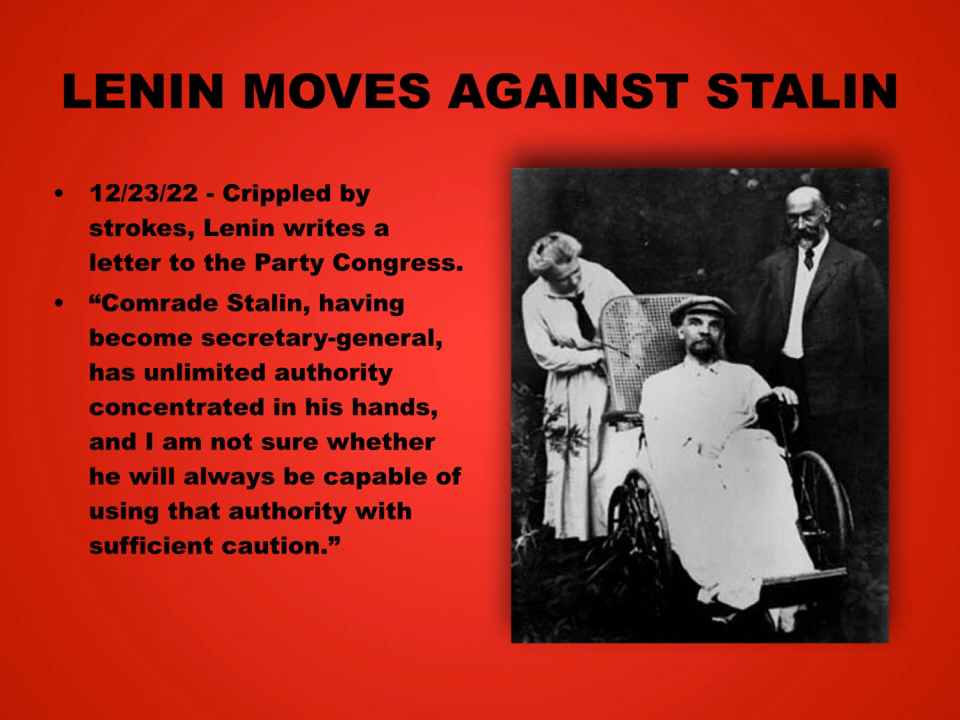 LENIN MOVES AGAINST STALIN
• 12/23/22 - Crippled by
strokes, Lenin writes a
letter to the Party Congress.
• “Comrade Stalin, having
become secretary-general,
has unlimited authority
concentrated in his hands,
and I am not sure whether
he will always be capable of
using that authority with
sufficient caution.”